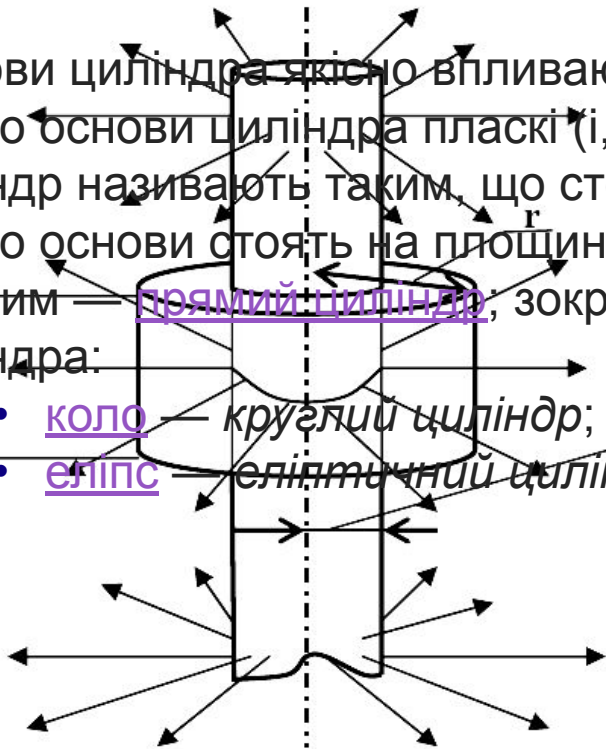 ови циліндра якісно впливаю
о основи циліндра пласкі (і,
ндр називають таким, що ст
r
о основи стоять на площин
им — прямий циліндр; зокр
ндра:
• коло — круглий циліндр;
• еліпс — еліптичний цилі